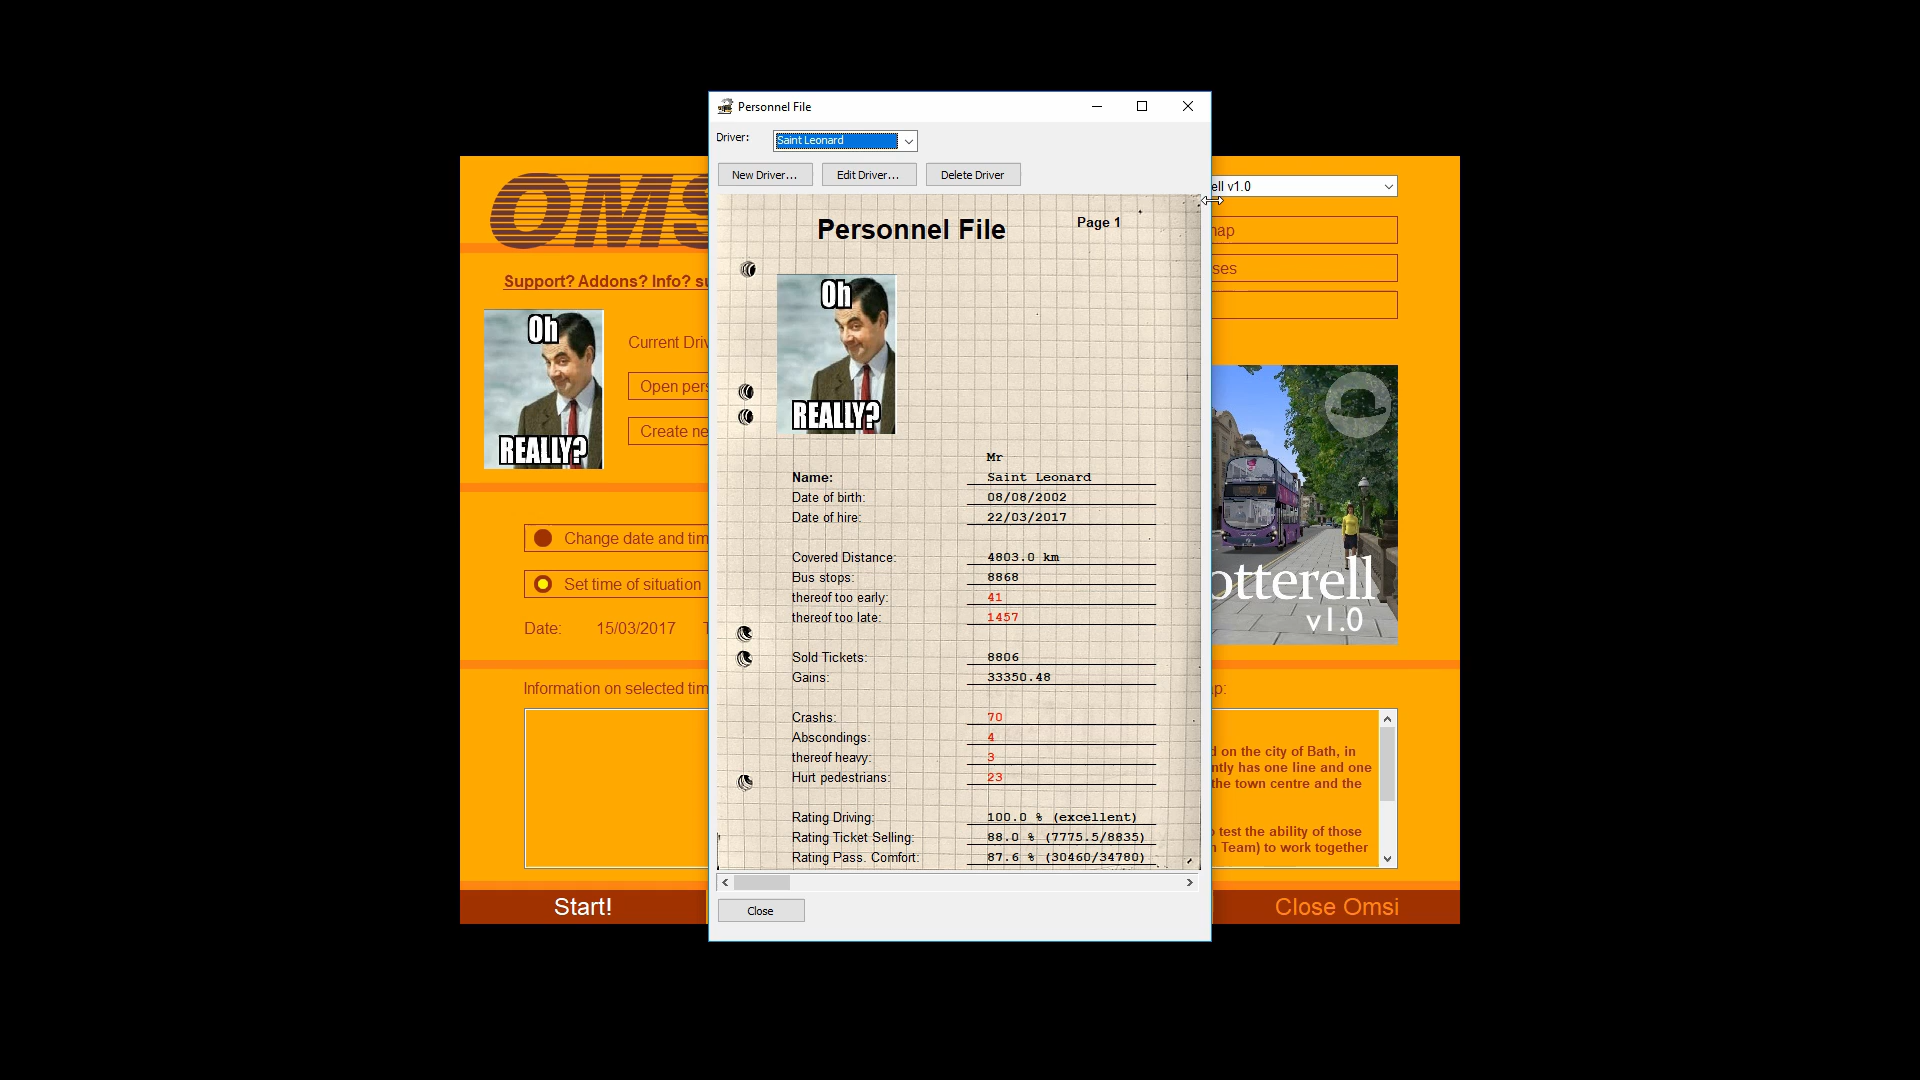 Personnel File
Driver: Saint Leonard
New Driver... Edit Driver... Delete Driver
Personnel File Page 1
Oh
REALLY?
Mr
Name: Saint Leonard
Date of birth: 08/08/2002
Date of hire: 22/03/2017
Covered Distance: 4803.0 km
Bus stops: 8868
thereof too early: 41
thereof too late: 1457
Sold Tickets: 8806
Gains: 33350.48
Crashs: 70
Abscondings: 4
thereof heavy: 3
Hurt pedestrians: 23
Rating Driving: 100.0 % (excellent)
Rating Ticket Selling: 88.0 % (7775.5/8835)
Rating Pass. Comfort: 87.6 % (30460/34780)
Close
OMS
Support? Addons? Info? su
Oh
REALLY?
Current Driv
Open pers
Create ne
Change date and tim
Set time of situation
Date: 15/03/2017 T
Information on selected tim
Start!
ell v1.0
nap
ses
otterell
v1.0
ap:
d on the city of Bath, in
ntly has one line and one
the town centre and the
o test the ability of those
n Team) to work together
Close Omsi